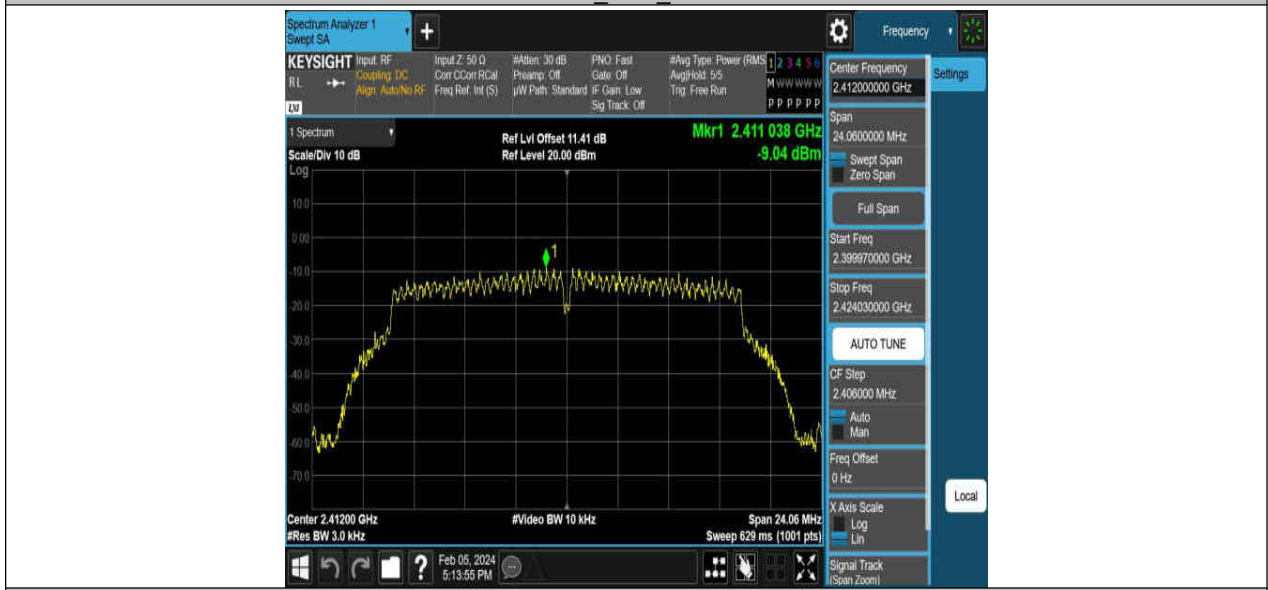 Spectrum Analyzer 1
Swept SA
+
Frequency
KEYSIGHT
RL
LXI
Input: RF
Coupling: DC
Align: Auto/No RF
Input Z: 50 Ω
Corr CCorr RCal
Freq Ref: Int (S)
#Atten: 30 dB
Preamp: Off
µW Path: Standard
PNO: Fast
Gate: Off
IF Gain: Low
Sig Track: Off
#Avg Type: Power (RMS
Avg|Hold: 5/5
Trig: Free Run
1 2 3 4 5 6
M W W W W W
P P P P P P
Center Frequency
2.412000000 GHz
Settings
1 Spectrum
Scale/Div 10 dB
Log
Ref Lvl Offset 11.41 dB
Ref Level 20.00 dBm
Mkr1 2.411 038 GHz
-9.04 dBm
Span
24.0600000 MHz
Swept Span
Zero Span
Full Span
Start Freq
2.399970000 GHz
Stop Freq
2.424030000 GHz
AUTO TUNE
CF Step
2.406000 MHz
Auto
Man
Freq Offset
0 Hz
X Axis Scale
Log
Lin
Local
Signal Track
(Span Zoom)
10.0
0.00
-10.0
-20.0
-30.0
-40.0
-50.0
-60.0
-70.0
1
Center 2.41200 GHz
#Res BW 3.0 kHz
#Video BW 10 kHz
Span 24.06 MHz
Sweep 629 ms (1001 pts)
?
Feb 05, 2024
5:13:55 PM